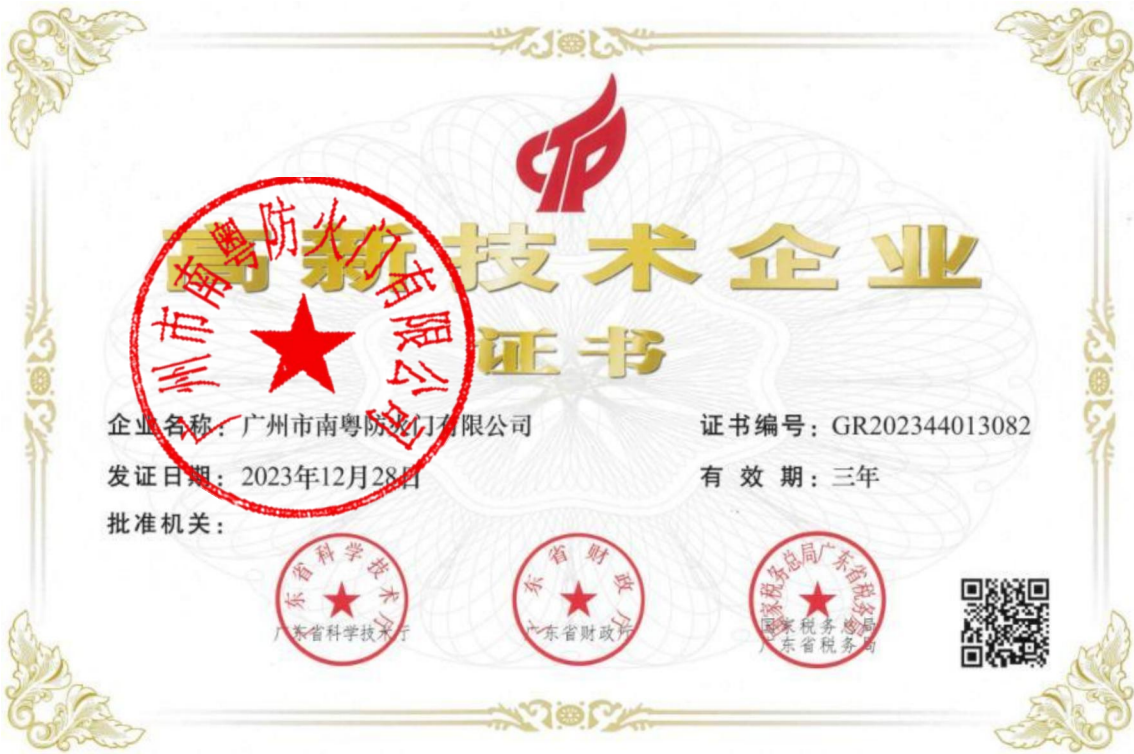 CTP
高新技术企业
证书
广州市南粤防火门有限公司
企业名称：广州市南粤防火门有限公司
证书编号：GR202344013082
发证日期：2023年12月28日
有效期：三年
批准机关：
广东省科学技术厅
广东省科学技术厅
广东省财政厅
广东省财政厅
国家税务总局广东省税务局
国家税务总局
广东省税务局